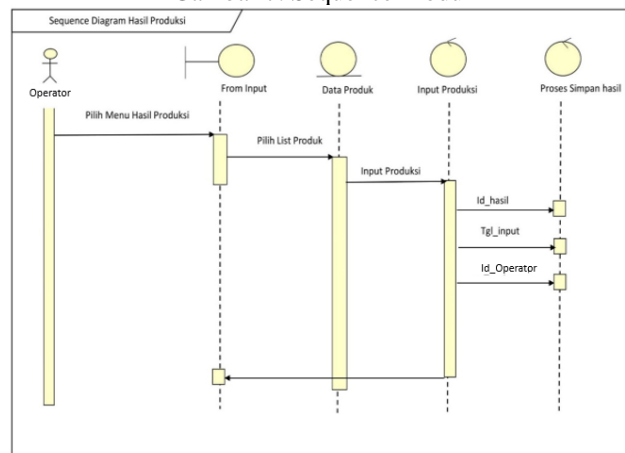 Sequence Diagram Hasil Produksi
Operator
From Input
Data Produk
Input Produksi
Proses Simpan hasil
Pilih Menu Hasil Produksi
Pilih List Produk
Input Produksi
Id_hasil
Tgl_input
Id_Operator